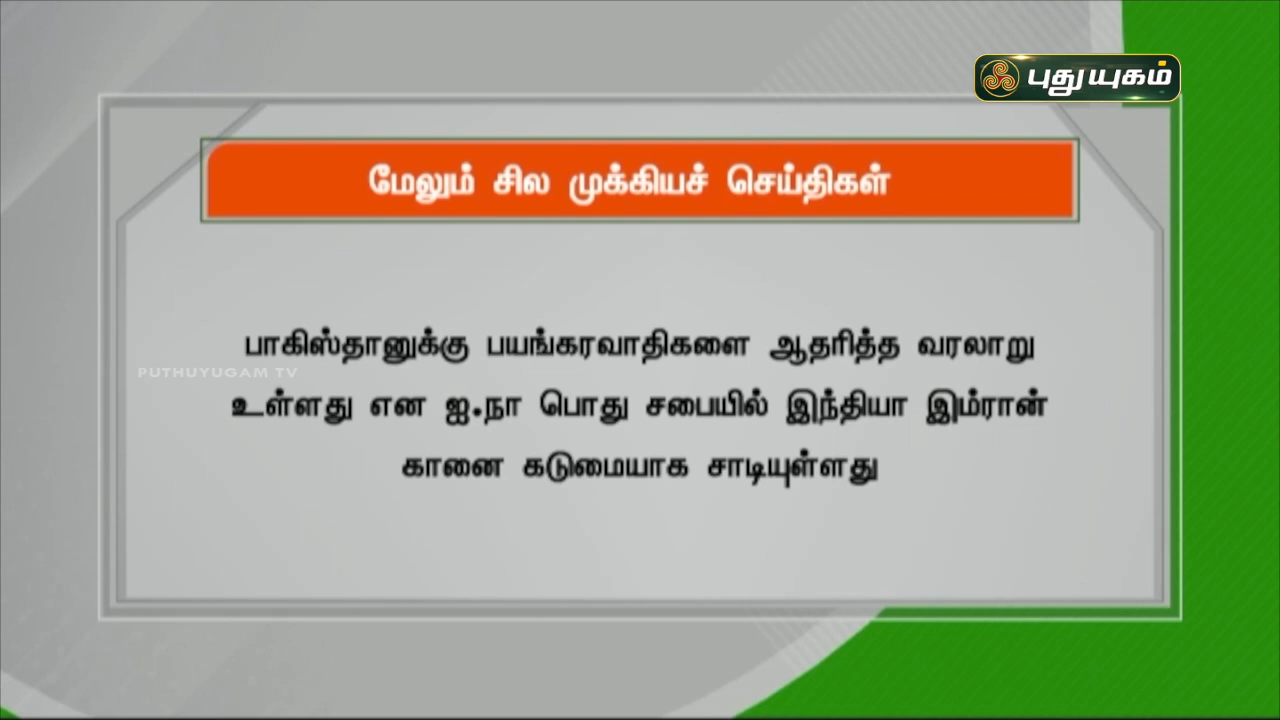 புதுயுகம்
மேலும் சில முக்கியச் செய்திகள்
பாகிஸ்தானுக்கு பயங்கரவாதிகளை ஆதரித்த வரலாறு
PUTHUYUGAM TV
உள்ளது என ஐ.நா பொது சபையில் இந்தியா இம்ரான்
கானை கடுமையாக சாடியுள்ளது